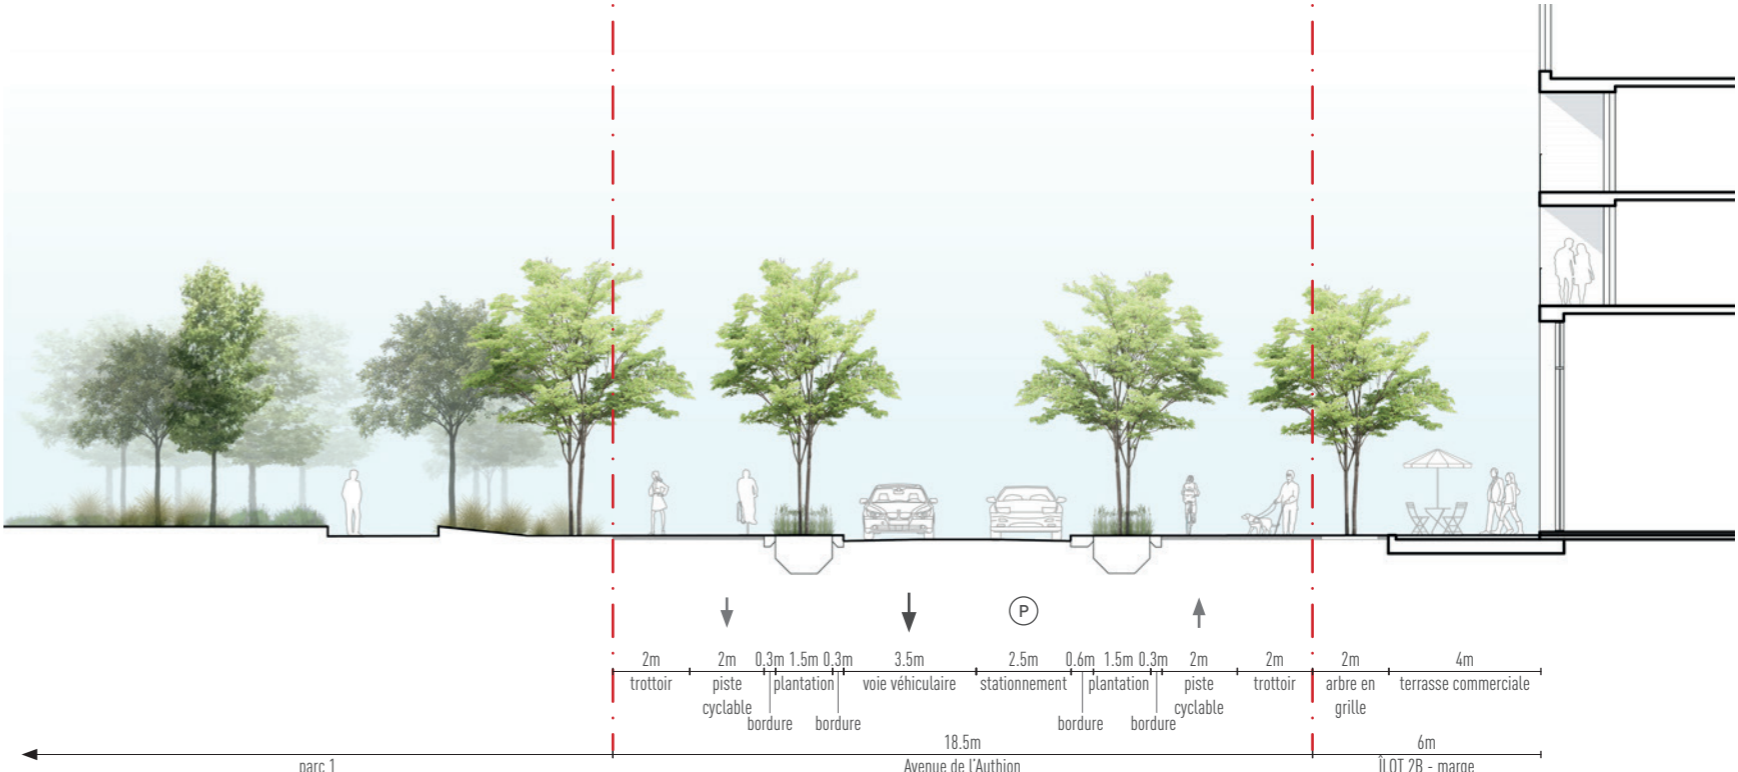 P
2m 2m 0.3m 1.5m 0.3m 3.5m 2.5m 0.6m 1.5m 0.3m 2m 2m 2m 4m
trottoir piste plantation voie véhiculaire stationnement plantation piste trottoir arbre en terrasse commerciale
cyclable cyclable grille
bordure bordure bordure bordure
18.5m 6m
parc 1 Avenue de l'Authion ÎLOT 2B - marge